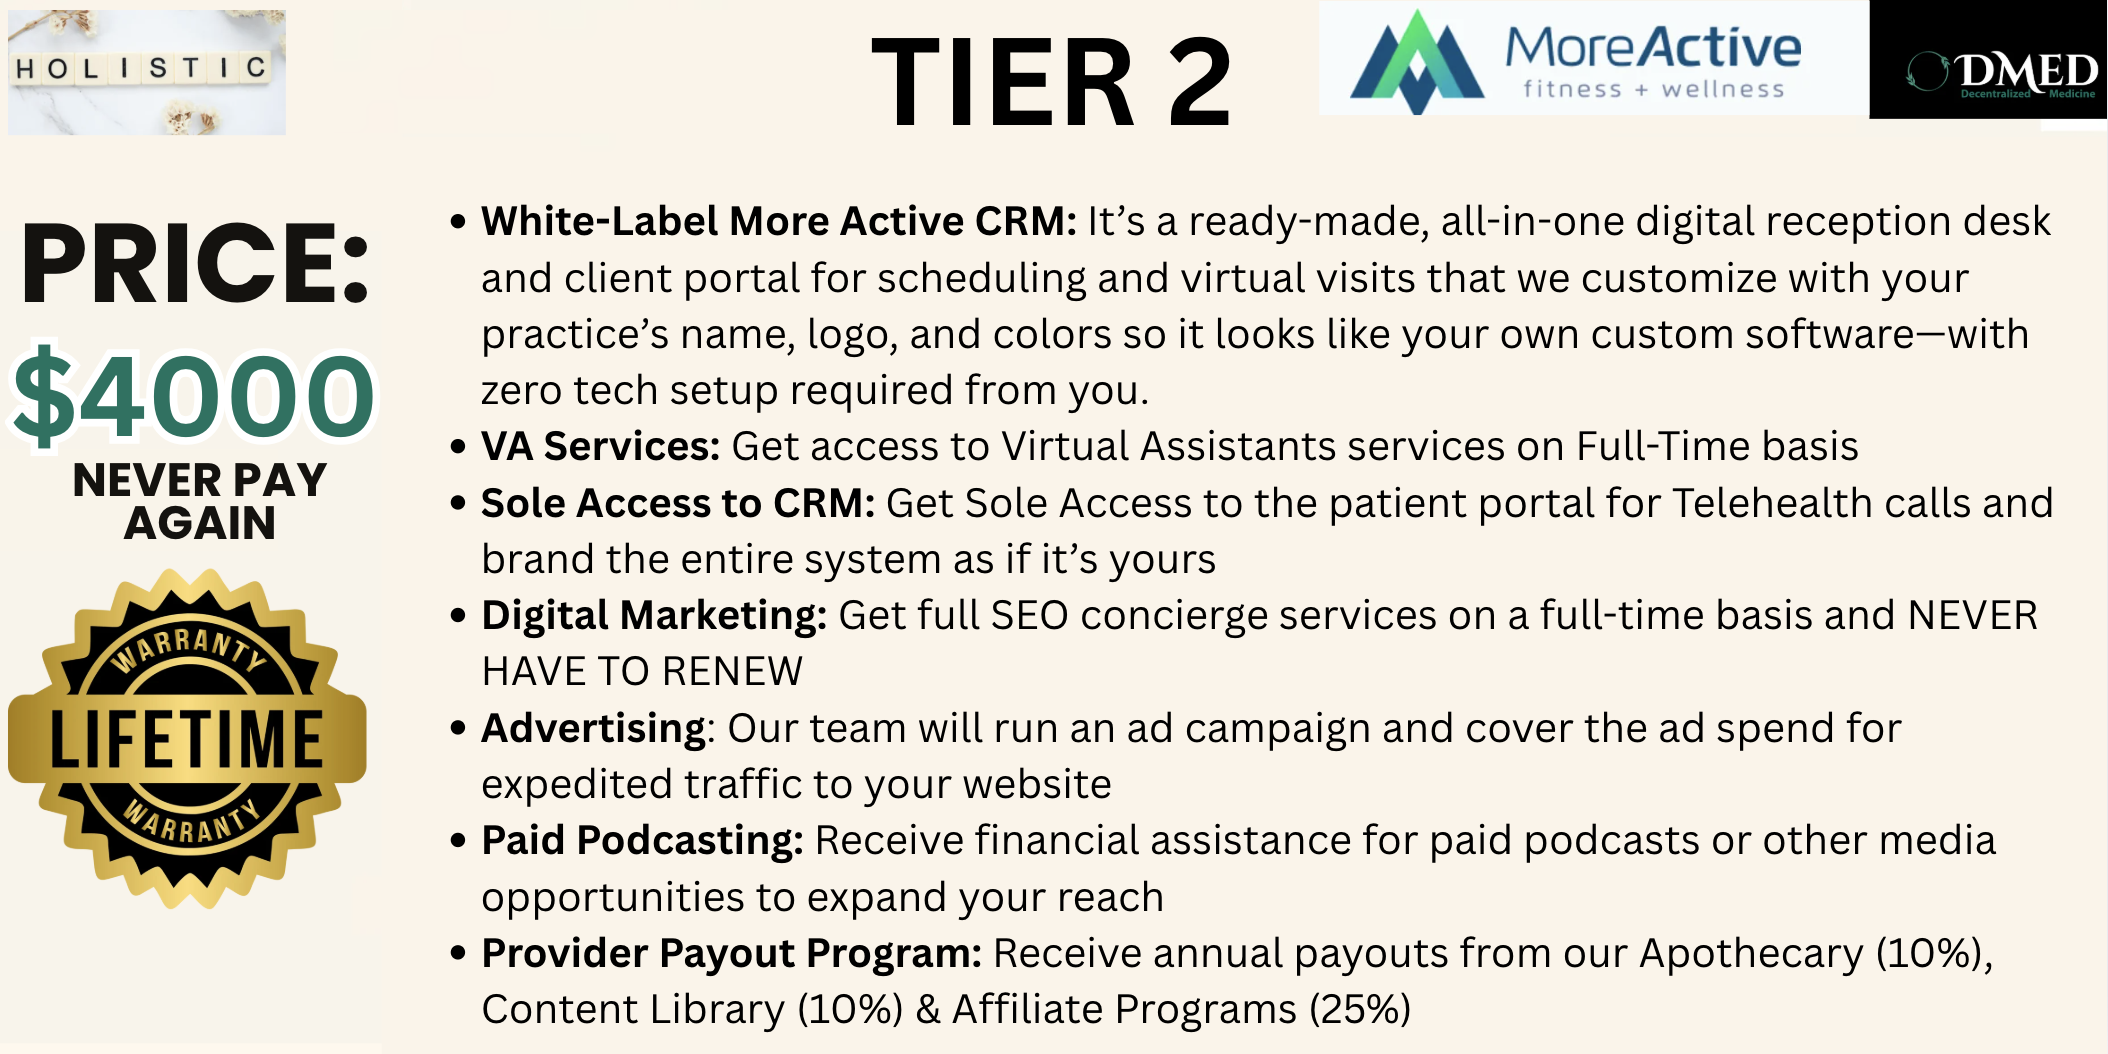 HOLISTIC
TIER 2
MoreActive
fitness + wellness
DMED
Decentralized Medicine
PRICE:
$4000
NEVER PAY
AGAIN
WARRANTY
LIFETIME
WARRANTY
• White-Label More Active CRM: It’s a ready-made, all-in-one digital reception desk
and client portal for scheduling and virtual visits that we customize with your
practice’s name, logo, and colors so it looks like your own custom software—with
zero tech setup required from you.
• VA Services: Get access to Virtual Assistants services on Full-Time basis
• Sole Access to CRM: Get Sole Access to the patient portal for Telehealth calls and
brand the entire system as if it’s yours
• Digital Marketing: Get full SEO concierge services on a full-time basis and NEVER
HAVE TO RENEW
• Advertising: Our team will run an ad campaign and cover the ad spend for
expedited traffic to your website
• Paid Podcasting: Receive financial assistance for paid podcasts or other media
opportunities to expand your reach
• Provider Payout Program: Receive annual payouts from our Apothecary (10%),
Content Library (10%) & Affiliate Programs (25%)